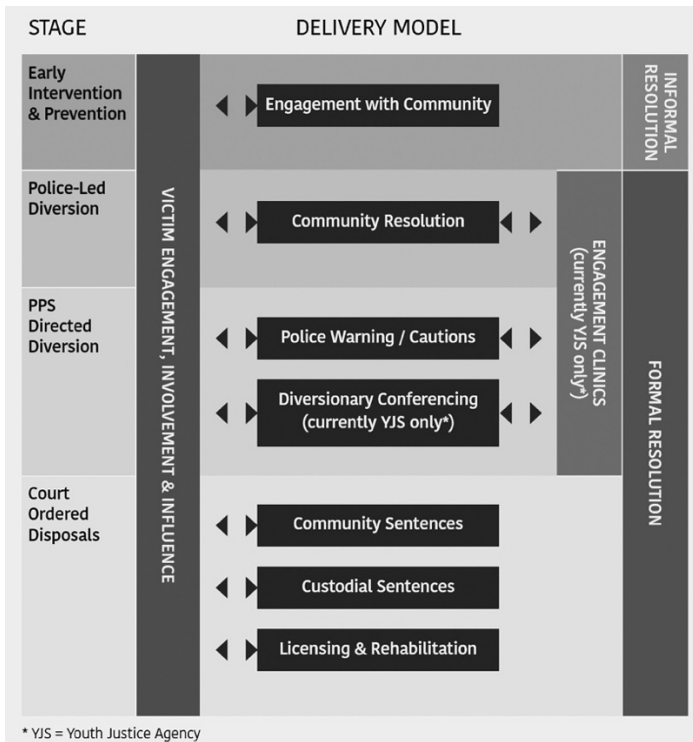 STAGE
DELIVERY MODEL
Early
Intervention
& Prevention
Engagement with Community
INFORMAL
RESOLUTION
Police-Led
Diversion
Community Resolution
VICTIM ENGAGEMENT, INVOLVEMENT & INFLUENCE
ENGAGEMENT CLINICS
(currently YJS only*)
FORMAL RESOLUTION
PPS
Directed
Diversion
Police Warning / Cautions
Diversionary Conferencing
(currently YJS only*)
Court
Ordered
Disposals
Community Sentences
Custodial Sentences
Licensing & Rehabilitation
* YJS = Youth Justice Agency